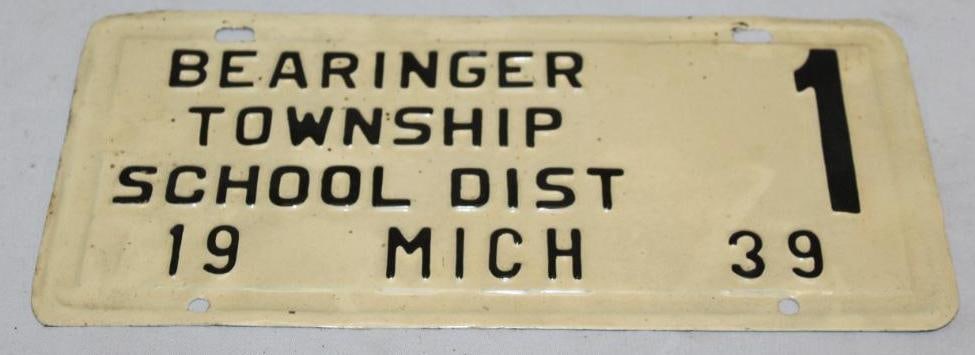 BEARINGER
TOWNSHIP
SCHOOL DIST
1
19 MICH 39